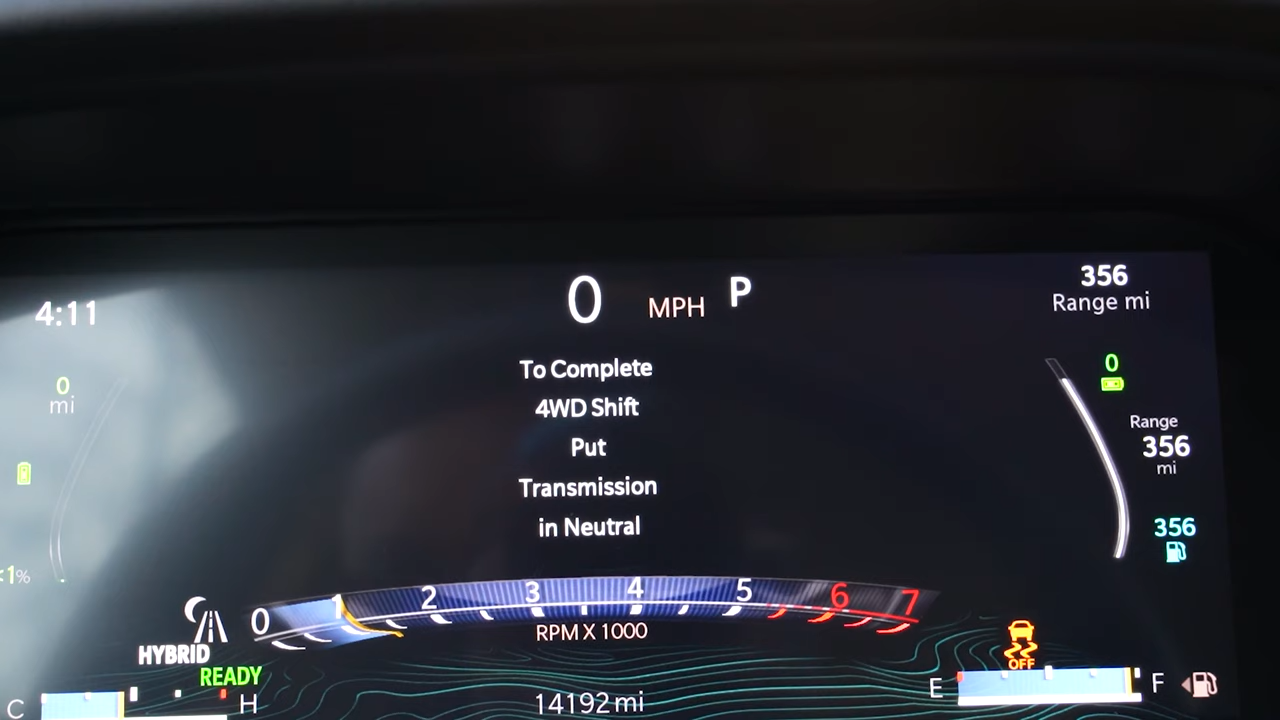 0 MPH P
4:11
356
Range mi
0
mi
To Complete
4WD Shift
Put
Transmission
in Neutral
0
Range
356
mi
356
<1%
0 1 2 3 4 5 6 7
RPM X 1000
HYBRID
READY
OFF
C H
14192 mi
E F